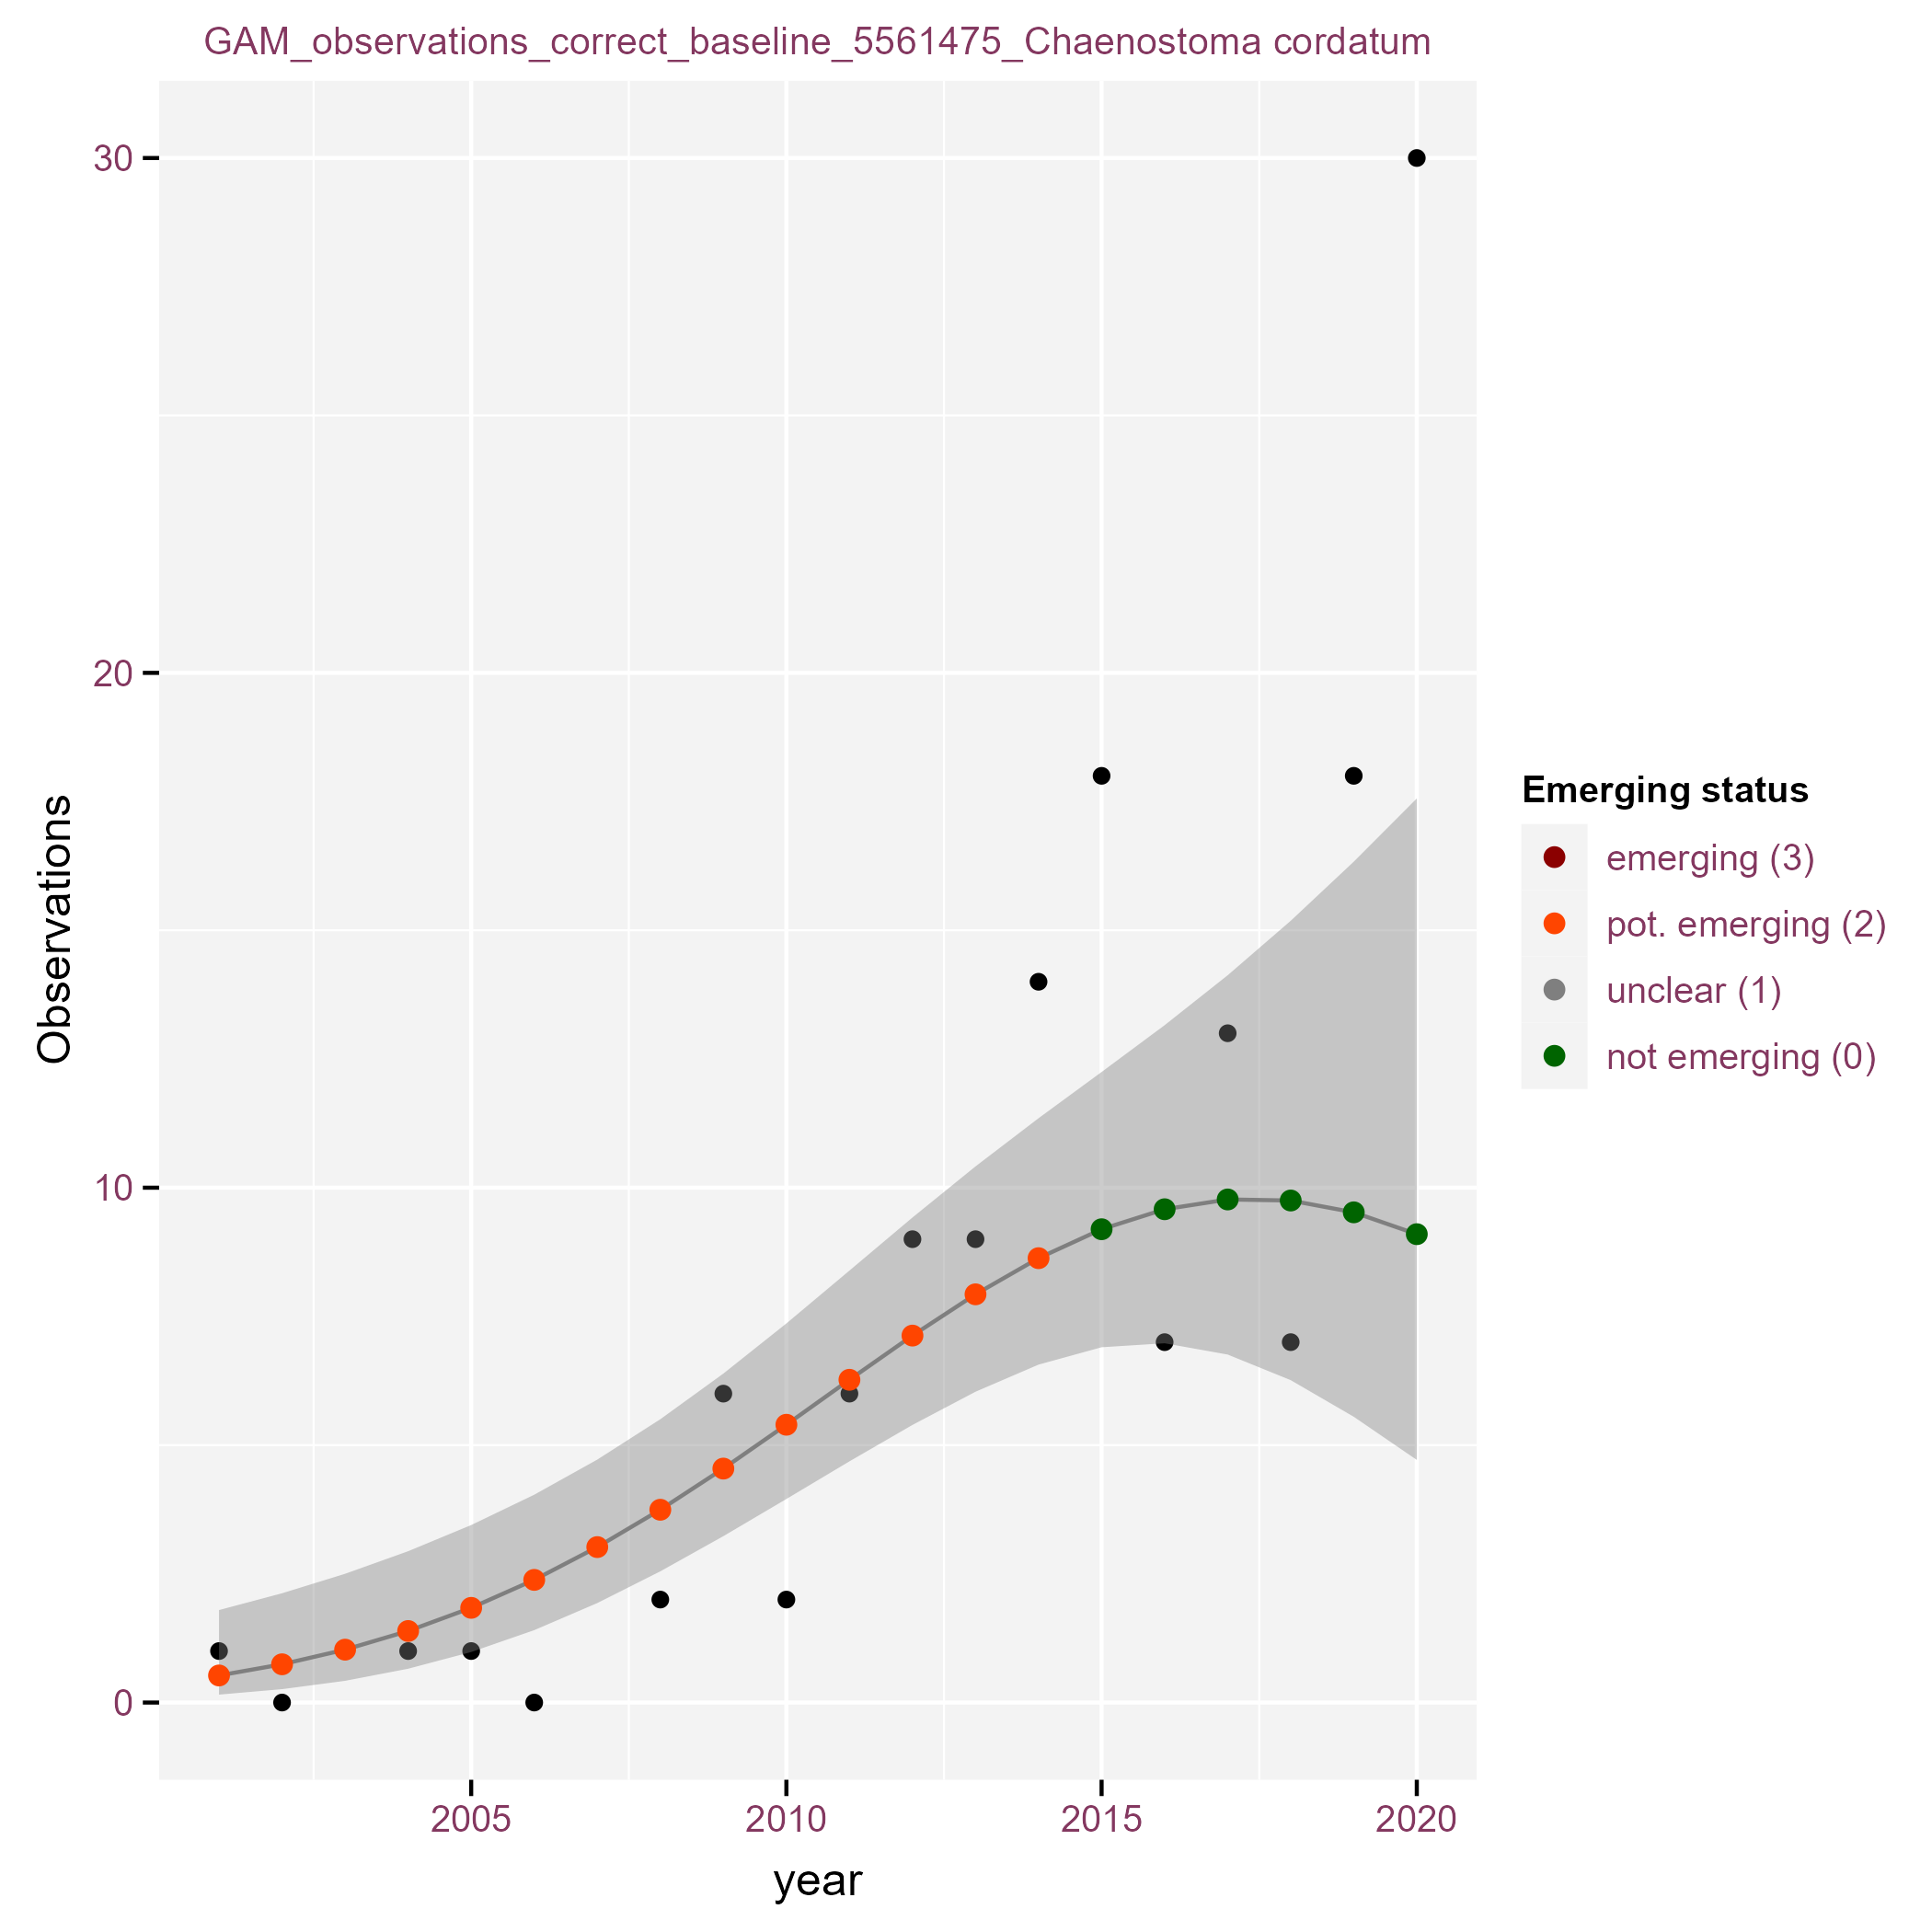 GAM_observations_correct_baseline_5561475_Chaenostoma cordatum
30
20
10
0
Observations
2005 2010 2015 2020
year
Emerging status
emerging (3)
pot. emerging (2)
unclear (1)
not emerging (0)